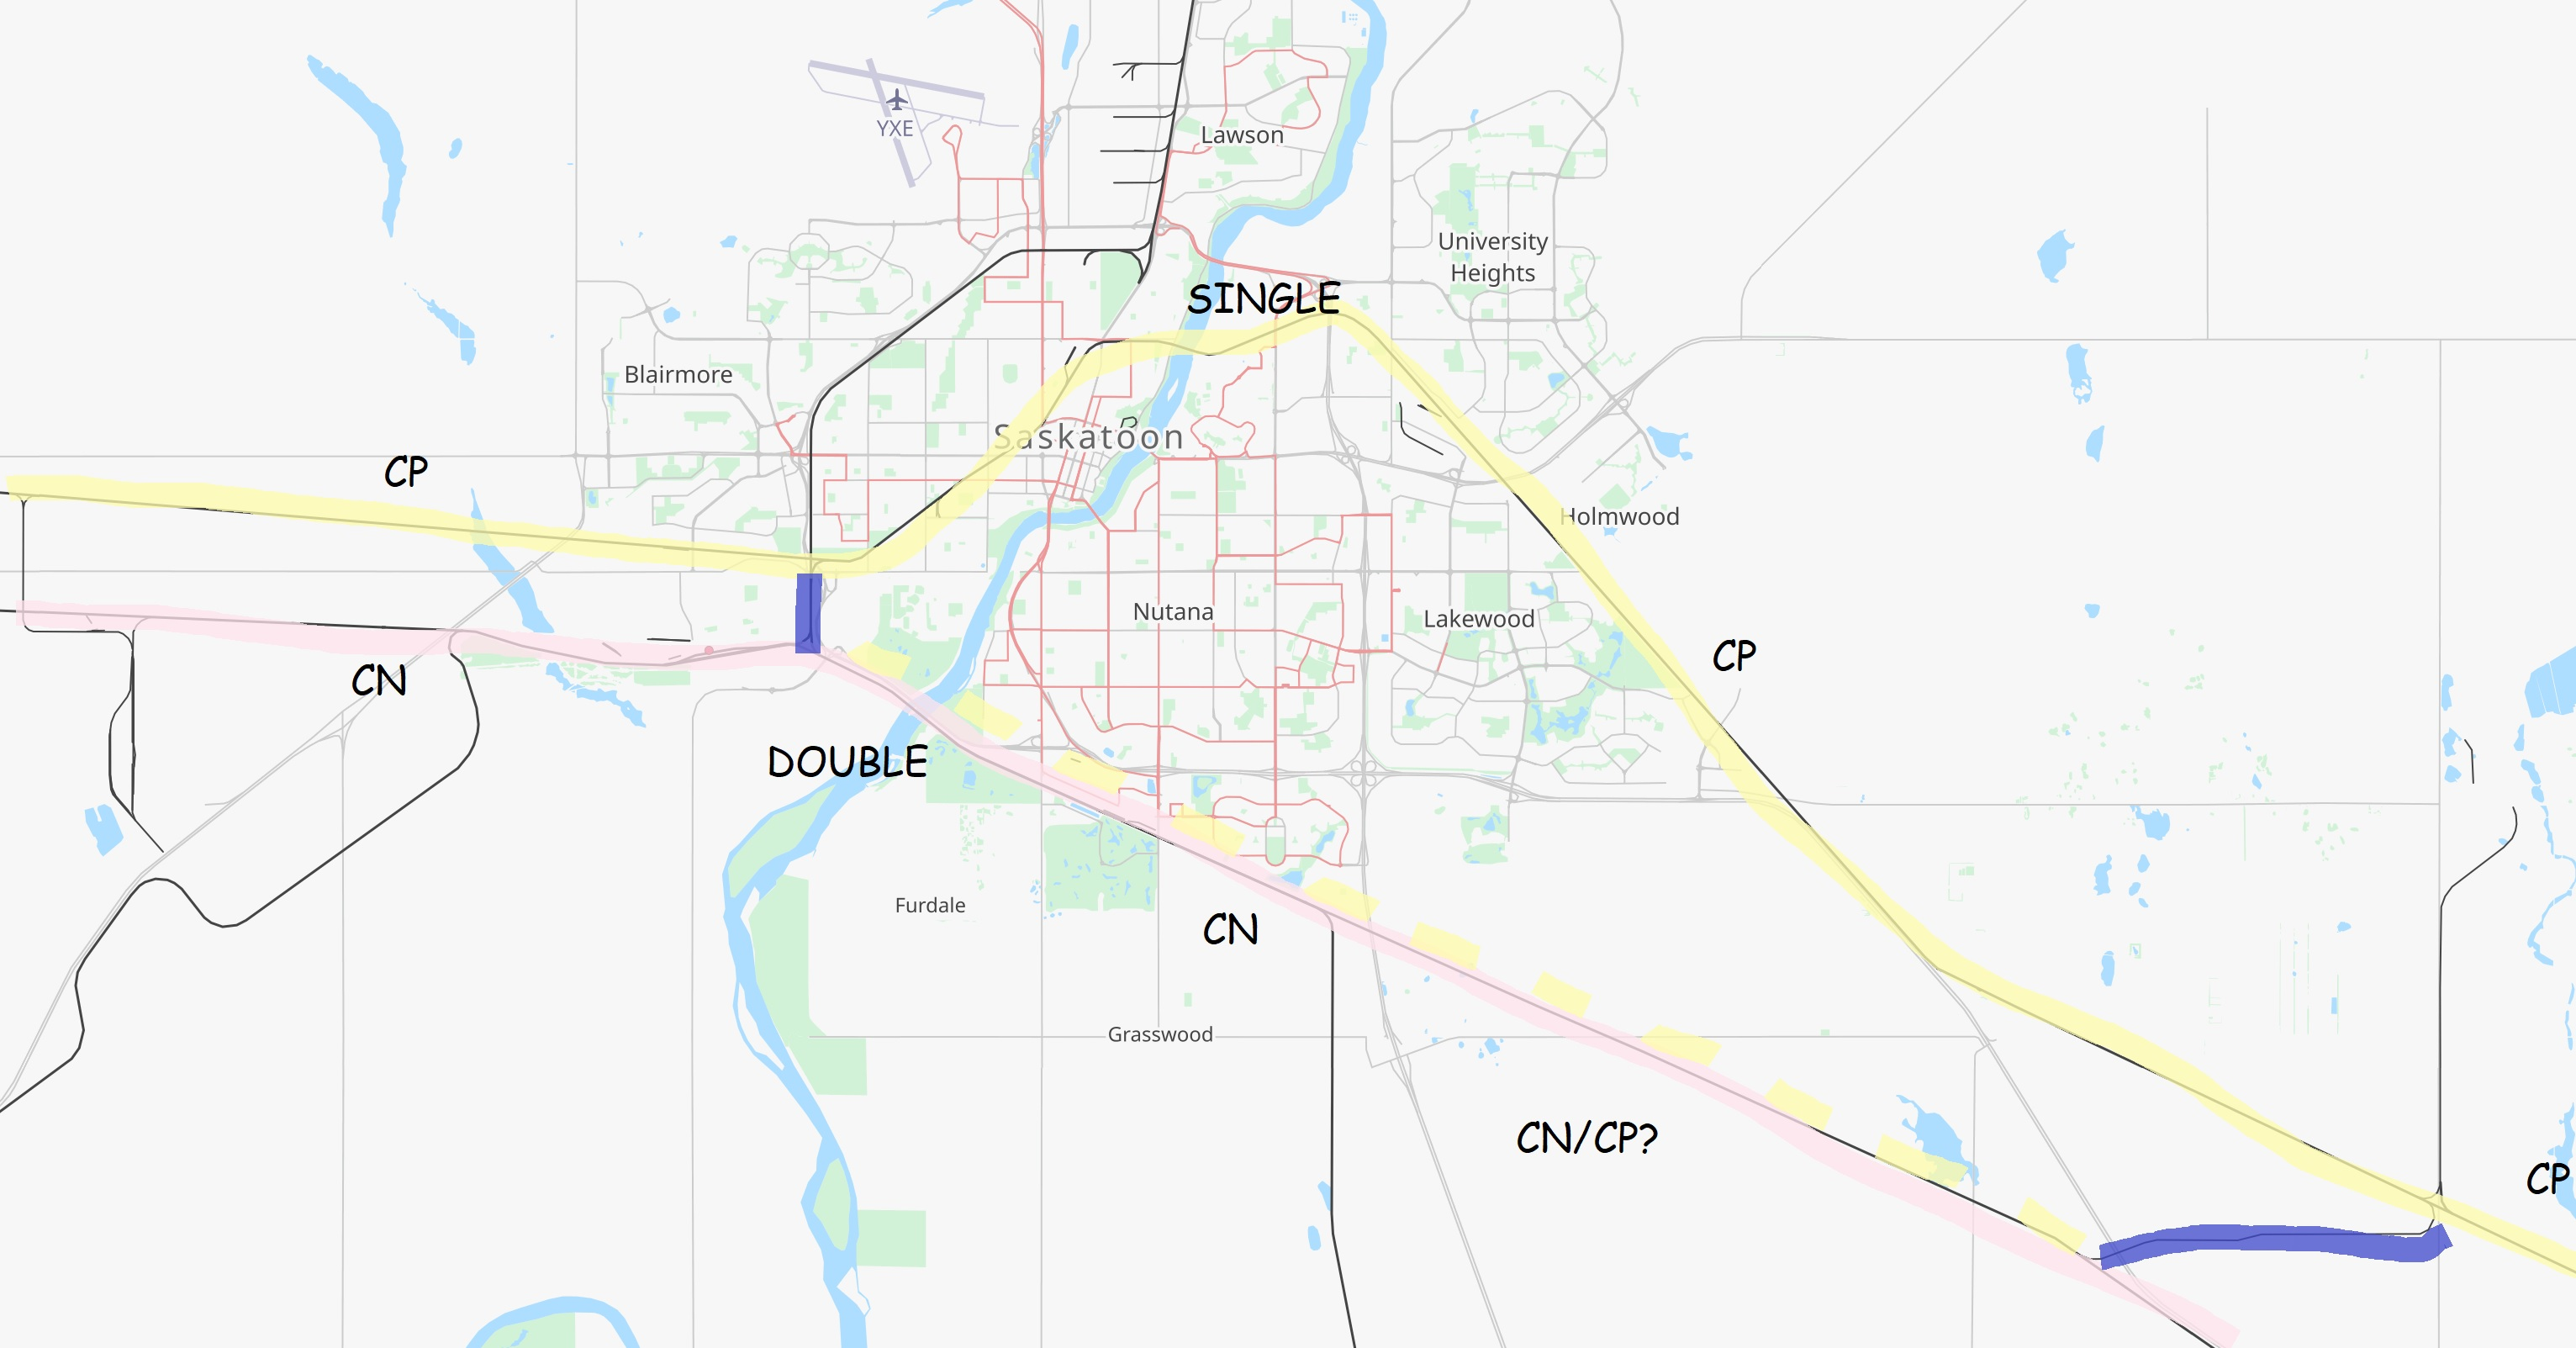 YXE
Lawson
University
Heights
SINGLE
Blairmore
Saskatoon
CP
Holmwood
Nutana
Lakewood
CP
CN
DOUBLE
Furdale
CN
Grasswood
CN/CP?
CP